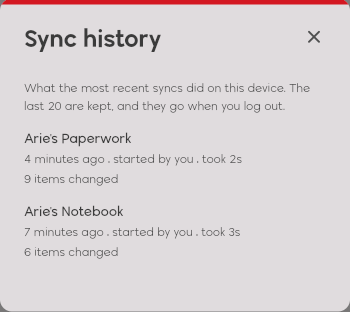 Sync history
What the most recent syncs did on this device. The
last 20 are kept, and they go when you log out.
Arie's Paperwork
4 minutes ago . started by you . took 2s
9 items changed
Arie's Notebook
7 minutes ago . started by you . took 3s
6 items changed